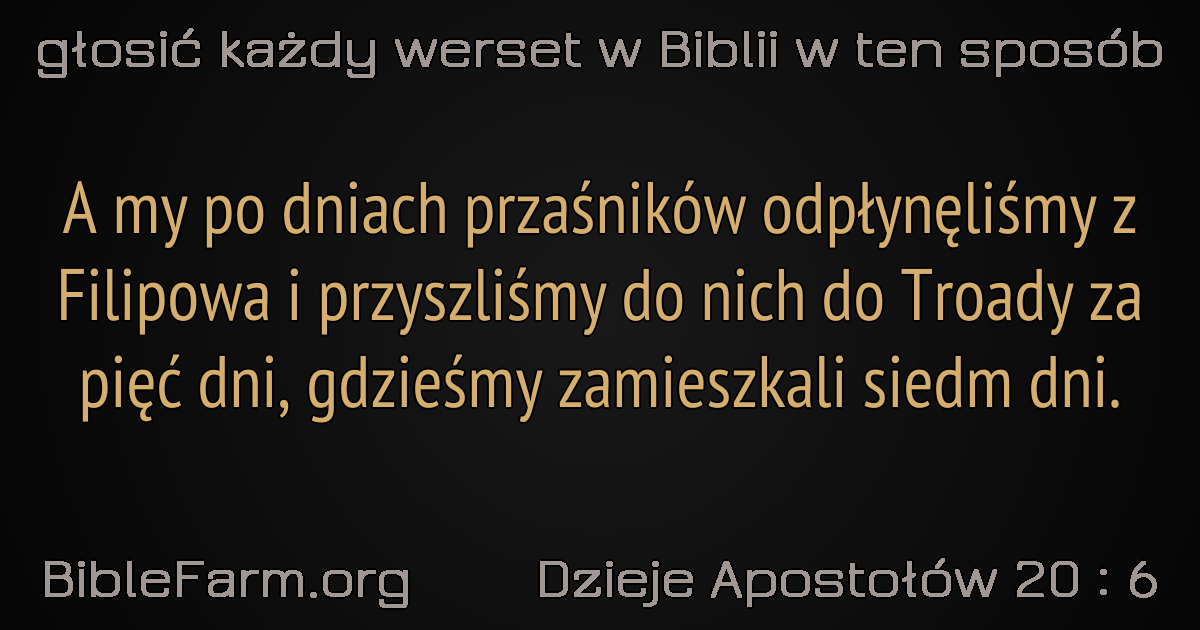 głosić każdy werset w Biblii w ten sposób
A my po dniach przaśników odpłynęliśmy z
Filipowa i przyszliśmy do nich do Troady za
pięć dni, gdzieśmy zamieszkali siedm dni.
BibleFarm.org
Dzieje Apostołów 20 : 6